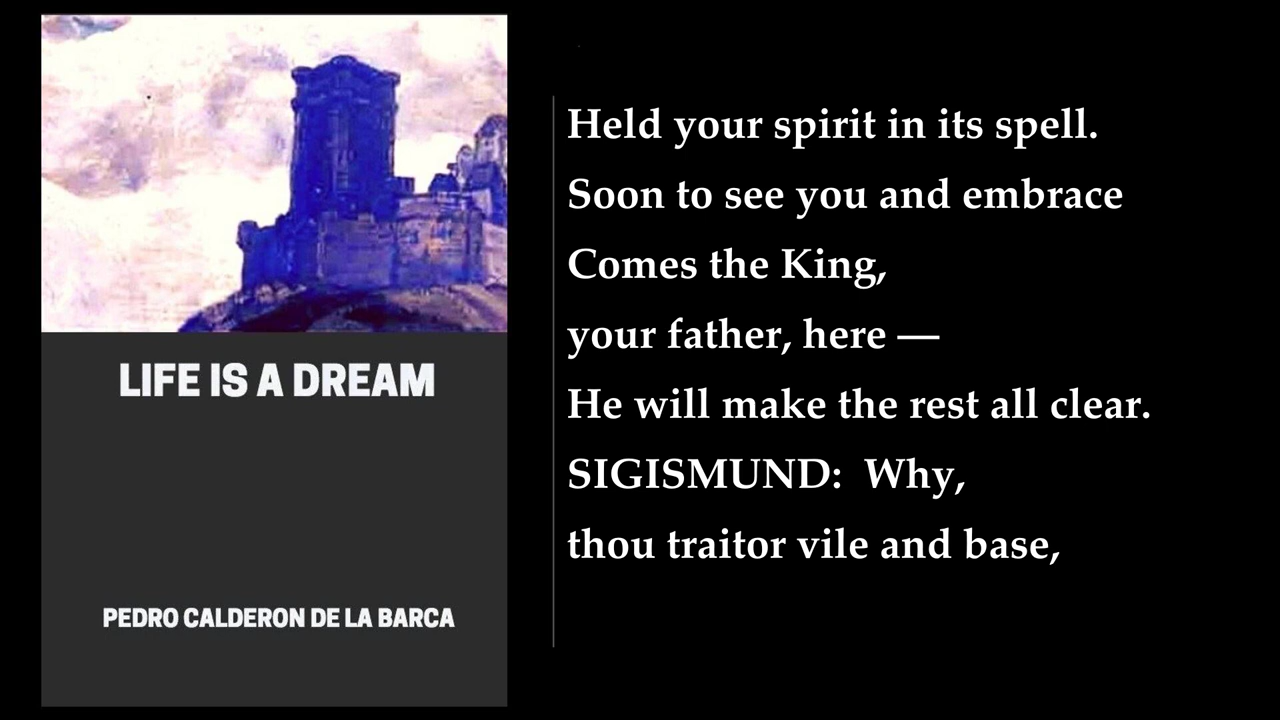 LIFE IS A DREAM
PEDRO CALDERON DE LA BARCA
Held your spirit in its spell.
Soon to see you and embrace
Comes the King,
your father, here —
He will make the rest all clear.
SIGISMUND:  Why,
thou traitor vile and base,